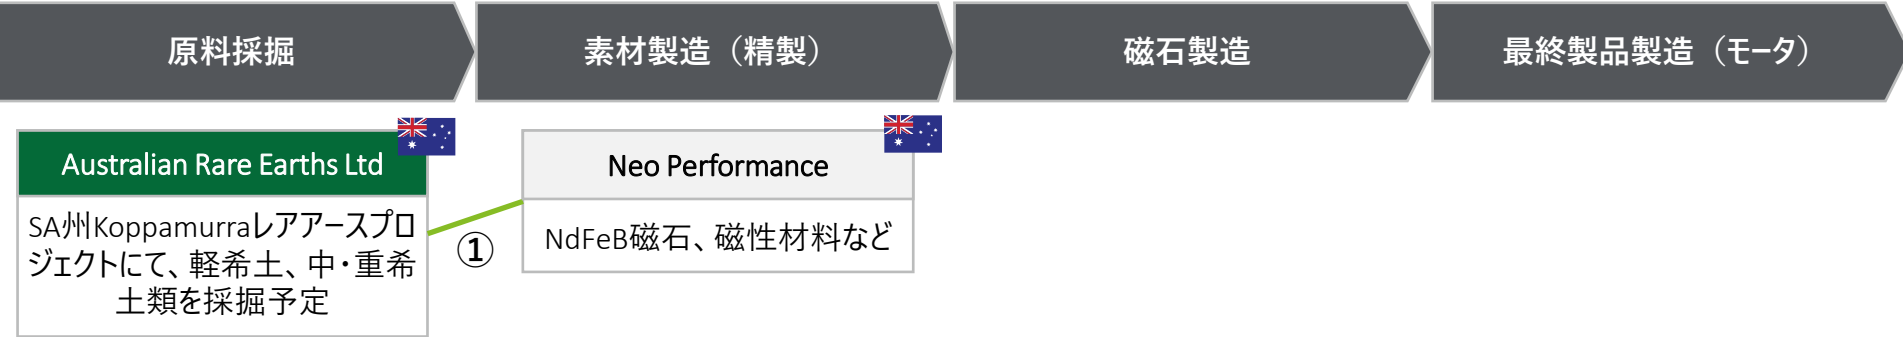 原料採掘
素材製造（精製）
磁石製造
最終製品製造（モータ）
Australian Rare Earths Ltd
SA州Koppamurraレアアースプロ
ジェクトにて、軽希土、中・重希
土類を採掘予定
①
Neo Performance
NdFeB磁石、磁性材料など